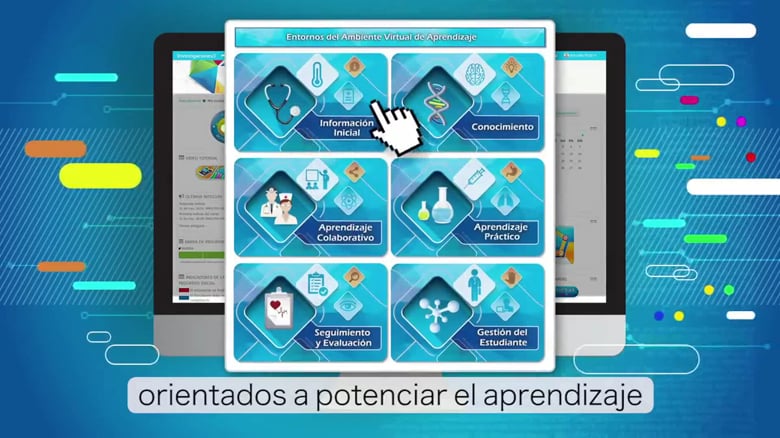 Entornos del Ambiente Virtual de Aprendizaje
Información
Inicial
Conocimiento
Aprendizaje
Colaborativo
Aprendizaje
Práctico
Seguimiento
y Evaluación
Gestión del
Estudiante
orientados a potenciar el aprendizaje